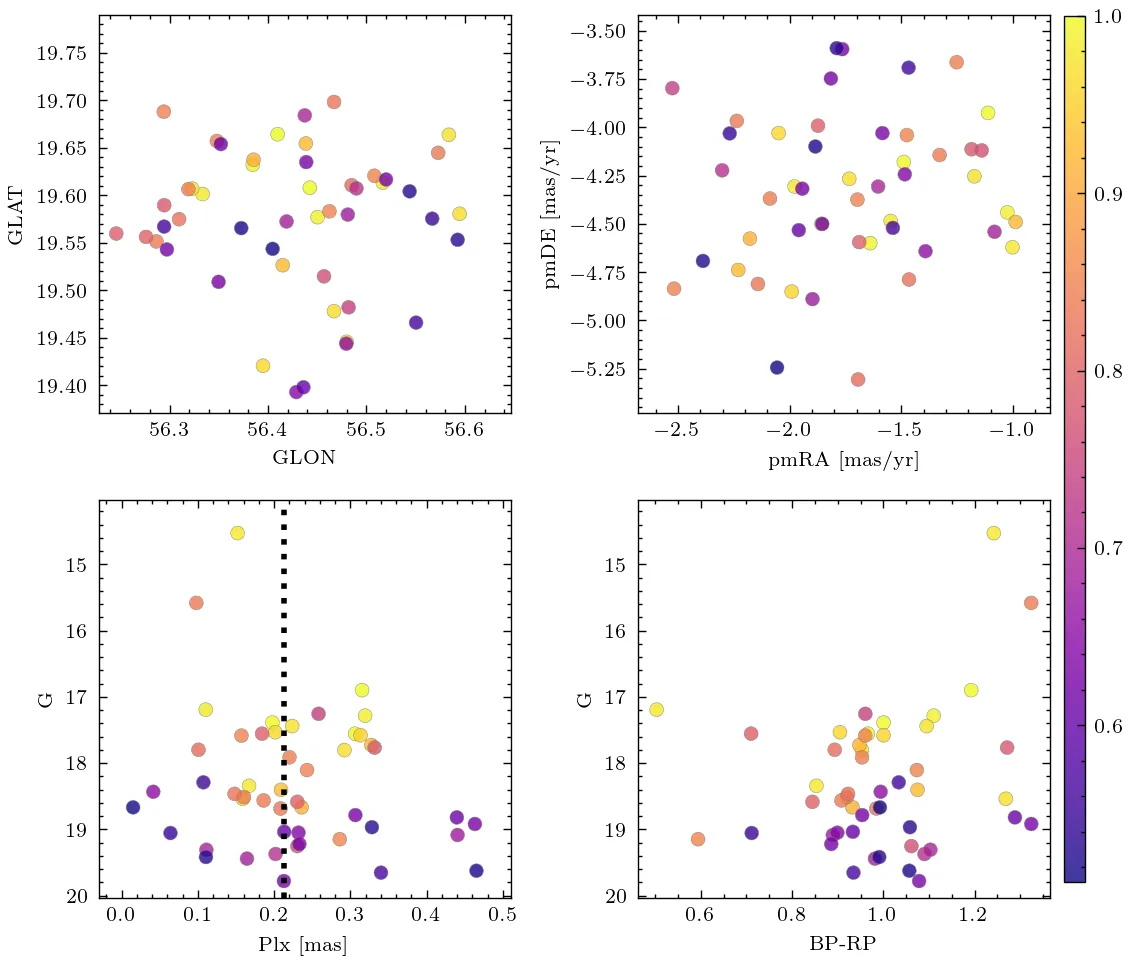 19.75
19.70
19.65
19.60
19.55
19.50
19.45
19.40
GLAT
56.3 56.4 56.5 56.6
GLON
−3.50
−3.75
−4.00
−4.25
−4.50
−4.75
−5.00
−5.25
pmDE [mas/yr]
−2.5 −2.0 −1.5 −1.0
pmRA [mas/yr]
1.0
0.9
0.8
0.7
0.6
15
16
17
18
19
20
G
0.0 0.1 0.2 0.3 0.4 0.5
Plx [mas]
15
16
17
18
19
20
G
0.6 0.8 1.0 1.2
BP-RP